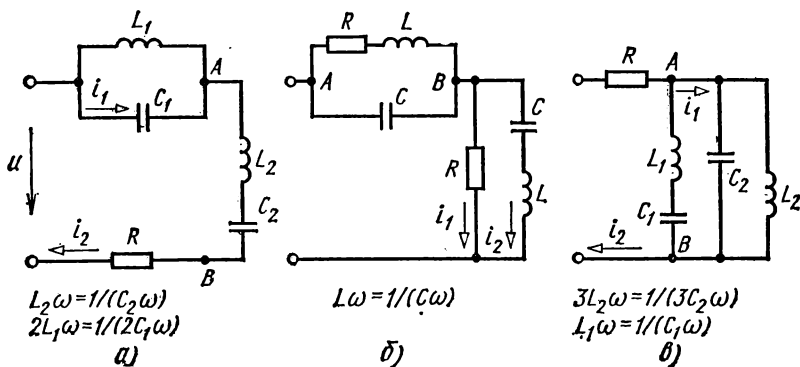 L₁
i₁
C₁
A
u
L₂
C₂
i₂
R
B
L₂ω=1/(C₂ω)
2L₁ω=1/(2C₁ω)
а)
R
L
A
B
C
C
R
L
i₁
i₂
Lω=1/(Cω)
б)
R
A
i₁
L₁
C₂
L₂
C₁
i₂
B
3L₂ω=1/(3C₂ω)
L₁ω=1/(C₁ω)
в)